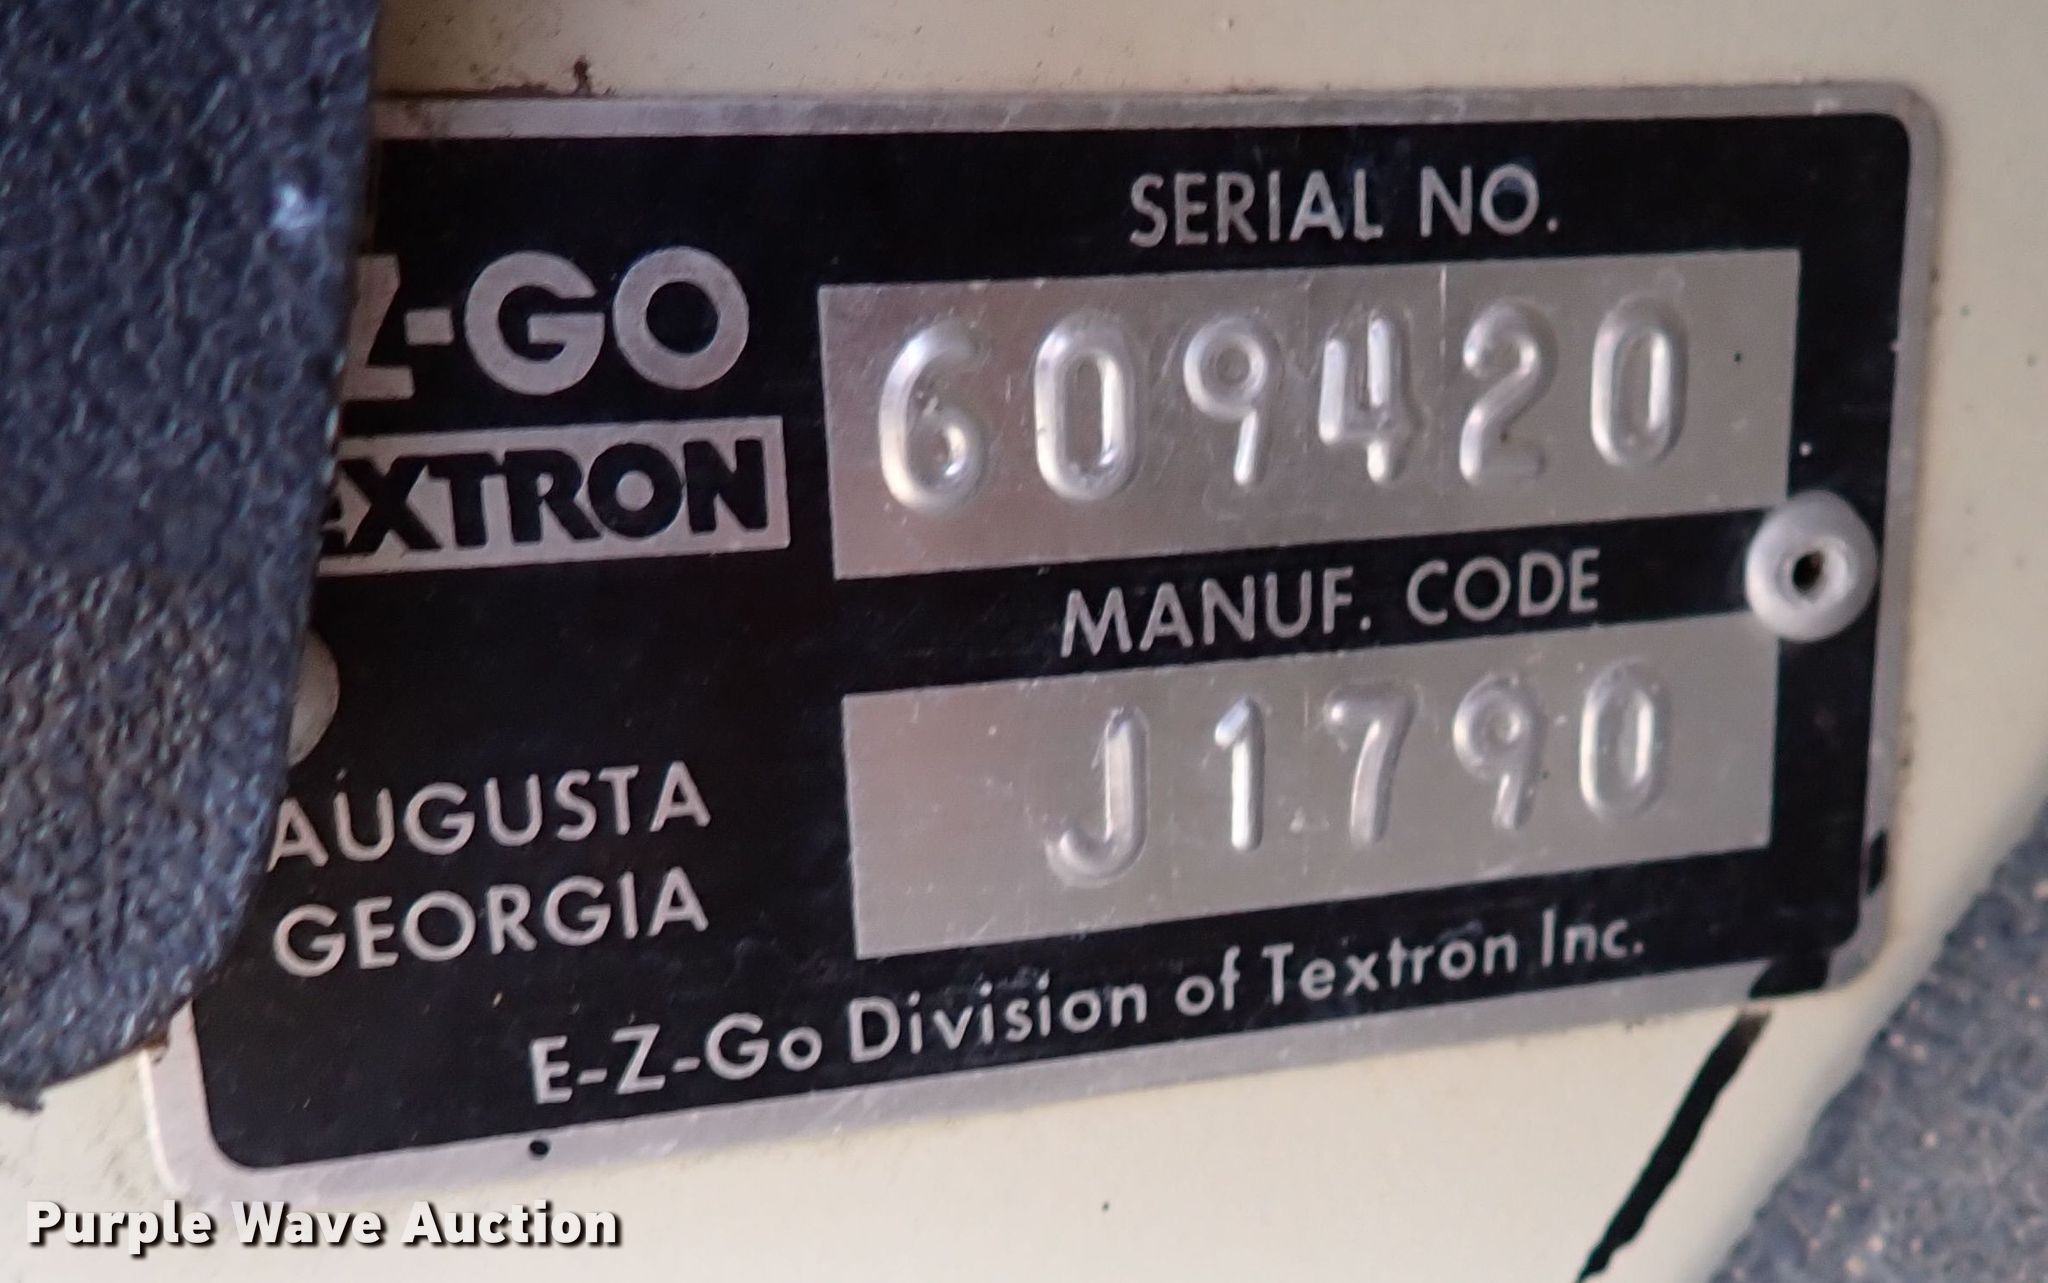 SERIAL NO.
Z-GO
609420
EXTRON
MANUF. CODE
J1790
AUGUSTA
GEORGIA
E-Z-Go Division of Textron Inc.
Purple Wave Auction